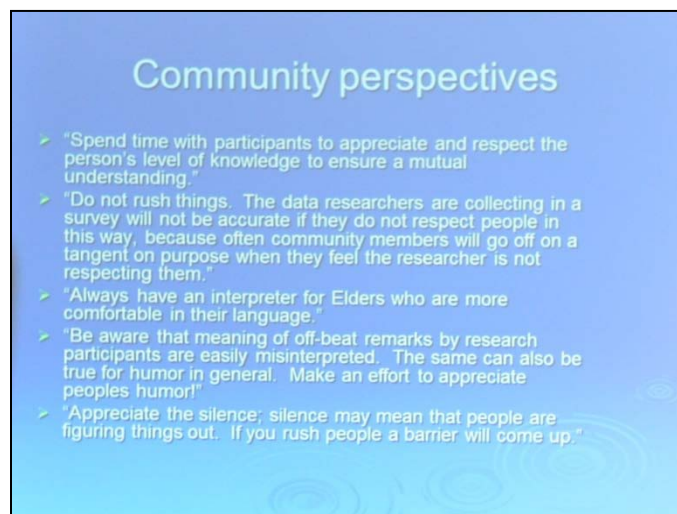 Community perspectives
➢ "Spend time with participants to appreciate and respect the
person's level of knowledge to ensure a mutual
understanding."
➢ "Do not rush things. The data researchers are collecting in a
survey will not be accurate if they do not respect people in
this way, because often community members will go off on a
tangent on purpose when they feel the researcher is not
respecting them."
➢ "Always have an interpreter for Elders who are more
comfortable in their language."
➢ "Be aware that meaning of off-beat remarks by research
participants are easily misinterpreted. The same can also be
true for humor in general. Make an effort to appreciate
peoples humor!"
➢ "Appreciate the silence; silence may mean that people are
figuring things out. If you rush people a barrier will come up."